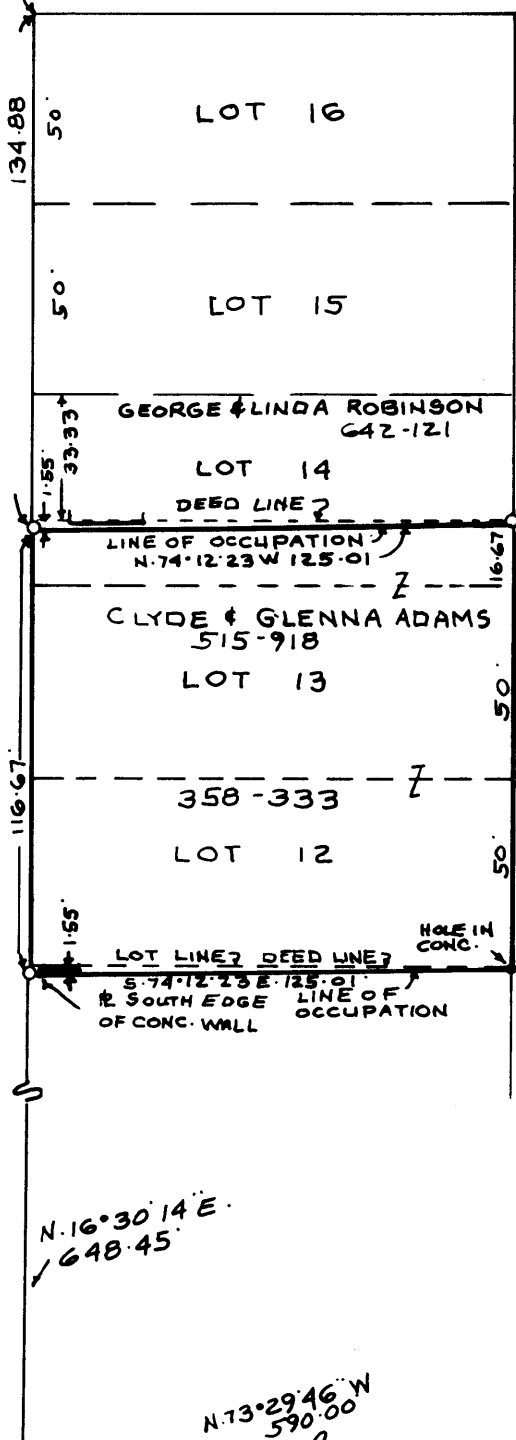 LOT 16
50'
134.88
LOT 15
50'
GEORGE & LINDA ROBINSON
642-121
33.33'
1.55'
LOT 14
DEED LINE
LINE OF OCCUPATION
N.74°12'23 W 125.01
16.67
CLYDE & GLENNA ADAMS
515-918
LOT 13
50'
116.67'
358-333
LOT 12
50'
1.55'
HOLE IN
CONC.
LOT LINE DEED LINE
S.74°12'23 E.125.01'
SOUTH EDGE
OF CONC. WALL
LINE OF
OCCUPATION
N.16°30'14"E.
648.45'
N.73°29'46"W
590.00'